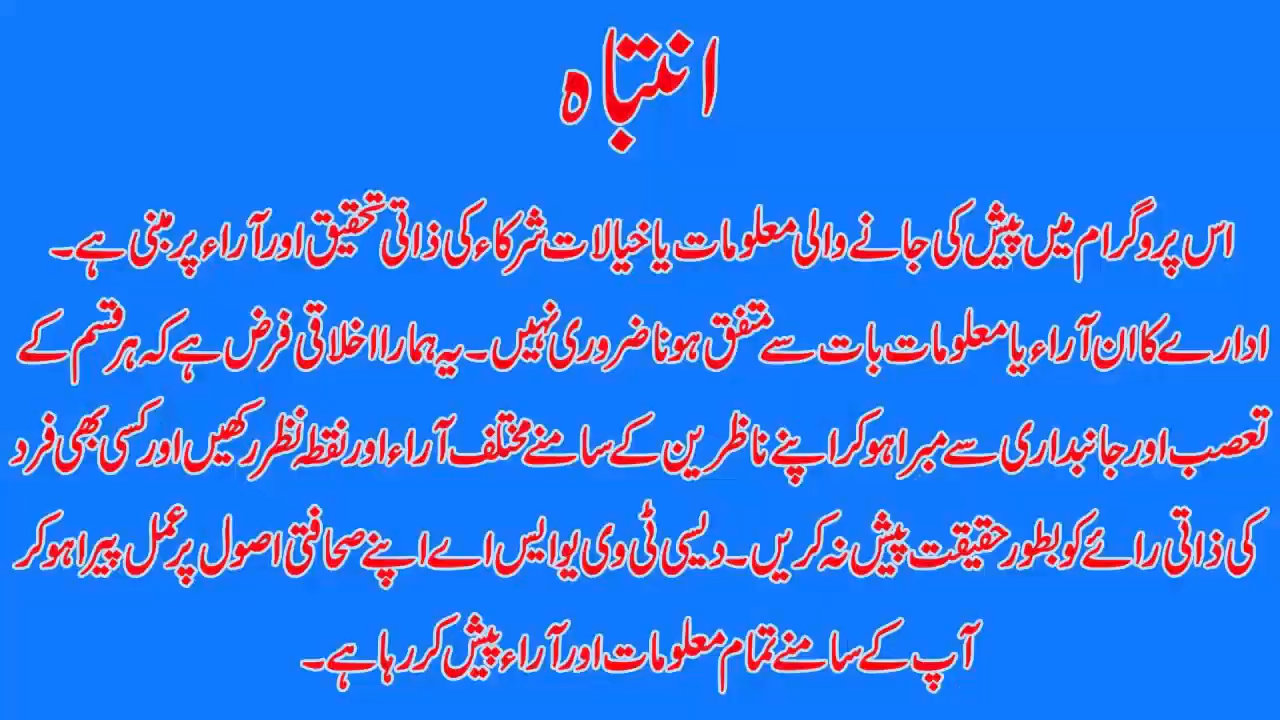 انتباہ
اس پروگرام میں پیش کی جانے والی معلومات یا خیالات شرکاء کی ذاتی تحقیق اور آراء پر مبنی ہے۔
ادارے کا ان آراء یا معلومات بات سے متفق ہونا ضروری نہیں۔ یہ ہمارا اخلاقی فرض ہے کہ ہر قسم کے
تعصب اور جانبداری سے مبرا ہو کر اپنے ناظرین کے سامنے مختلف آراء اور نقطہ نظر رکھیں اور کسی بھی فرد
کی ذاتی رائے کو بطور حقیقت پیش نہ کریں۔ دیسی ٹی وی یو ایس اے اپنے صحافتی اصول پر عمل پیرا ہو کر
آپ کے سامنے تمام معلومات اور آراء پیش کر رہا ہے۔